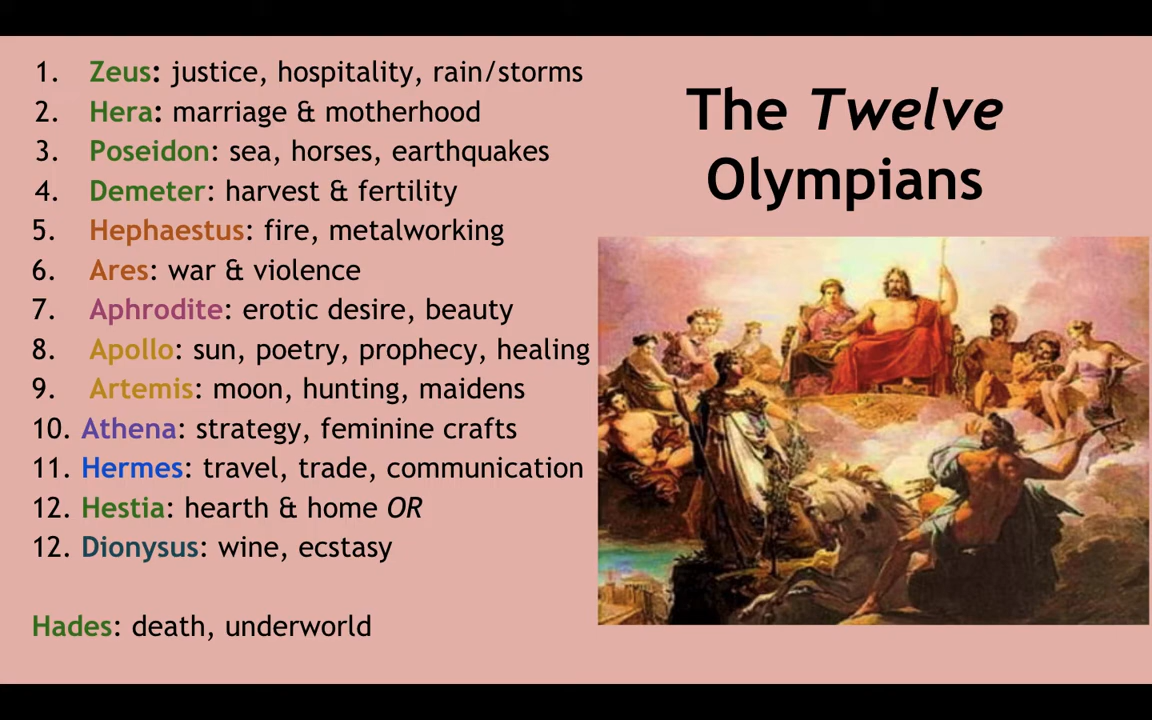 1. Zeus: justice, hospitality, rain/storms
2. Hera: marriage & motherhood
3. Poseidon: sea, horses, earthquakes
4. Demeter: harvest & fertility
5. Hephaestus: fire, metalworking
6. Ares: war & violence
7. Aphrodite: erotic desire, beauty
8. Apollo: sun, poetry, prophecy, healing
9. Artemis: moon, hunting, maidens
10. Athena: strategy, feminine crafts
11. Hermes: travel, trade, communication
12. Hestia: hearth & home OR
12. Dionysus: wine, ecstasy
Hades: death, underworld
The Twelve
Olympians